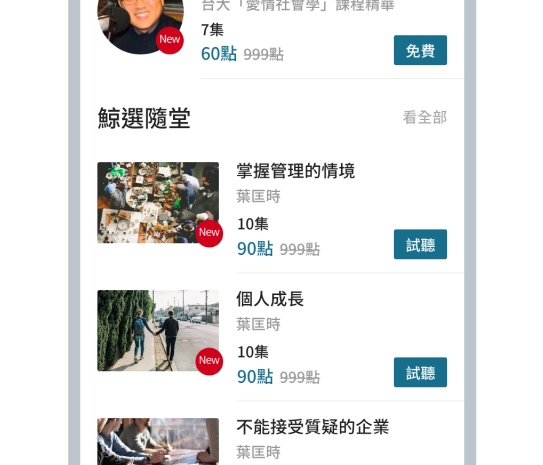 台大「愛情社會學」課程精華
7集
60點 999點
免費
New
鯨選隨堂
看全部
掌握管理的情境
葉匡時
10集
90點 999點
試聽
New
個人成長
葉匡時
10集
90點 999點
試聽
New
不能接受質疑的企業
葉匡時